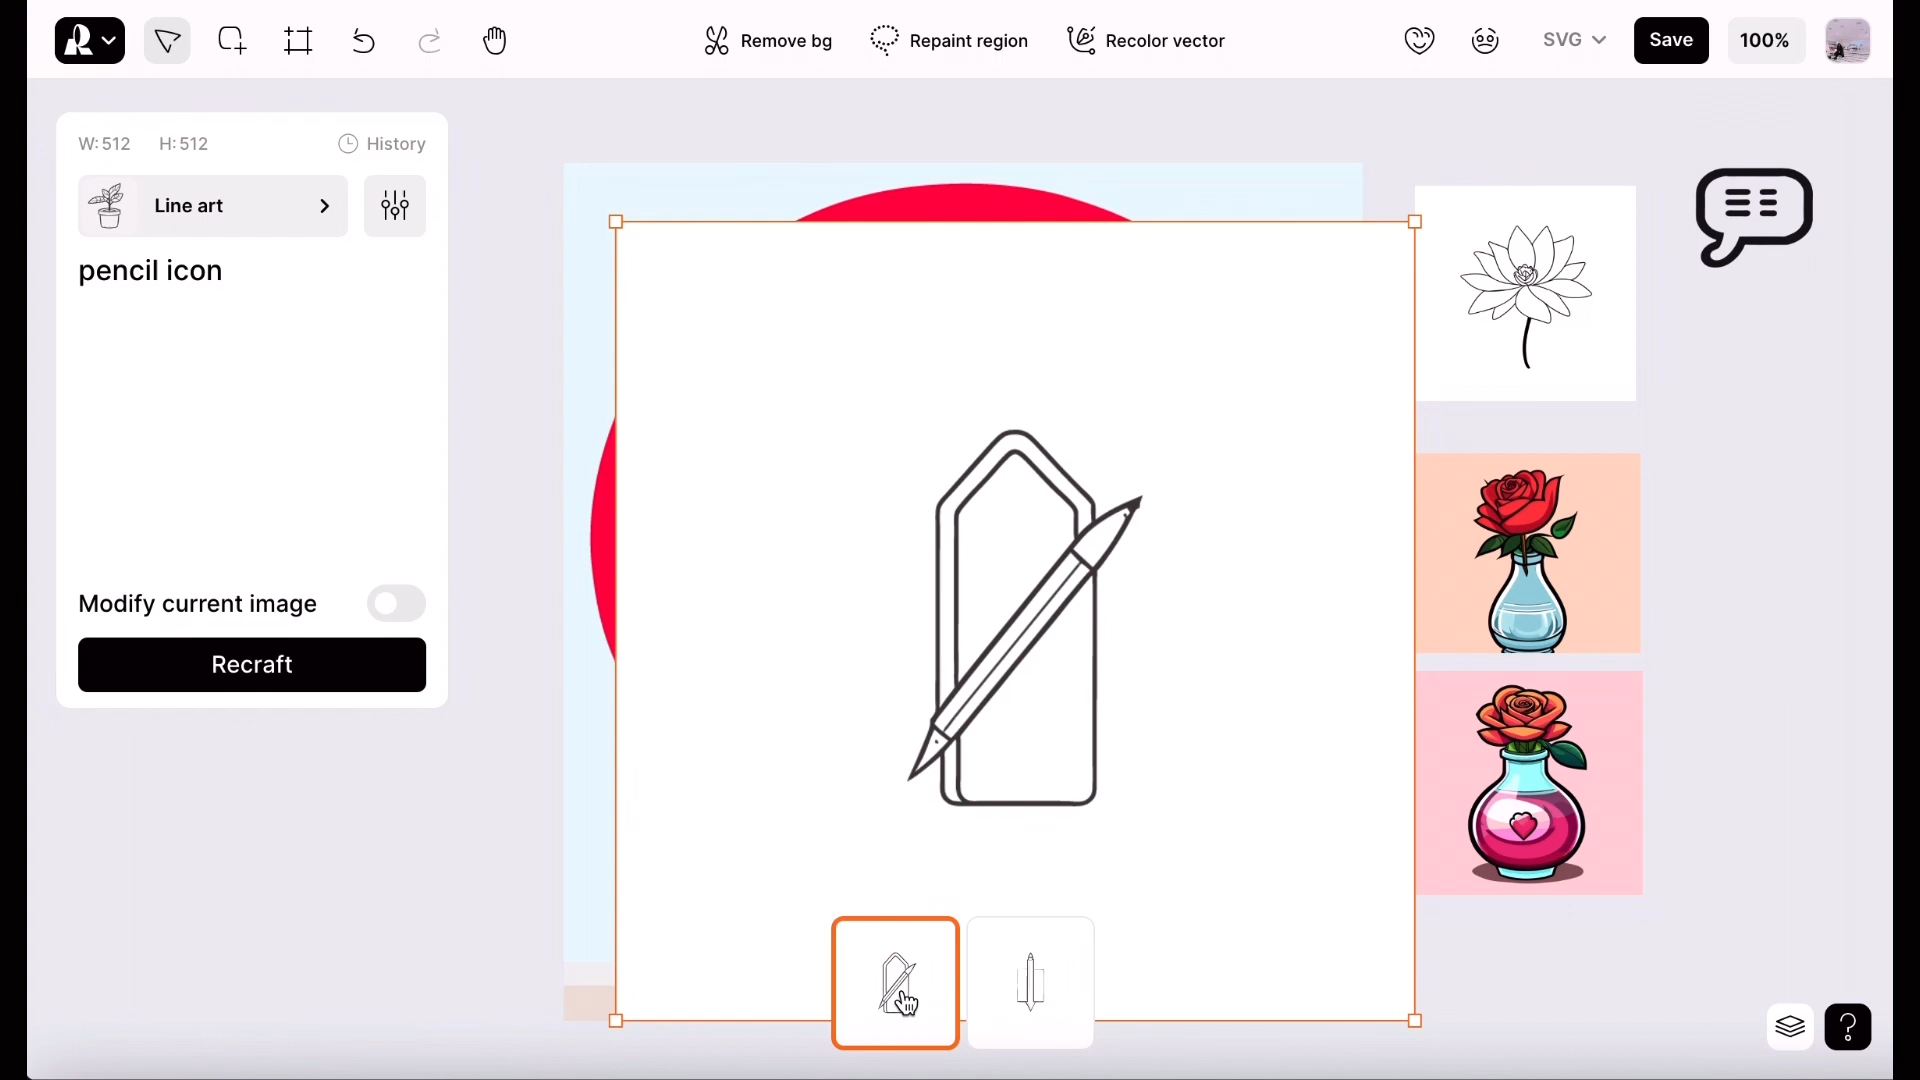 Remove bg
Repaint region
Recolor vector
SVG
Save
100%
W: 512 H: 512 History
Line art
pencil icon
Modify current image
Recraft
?